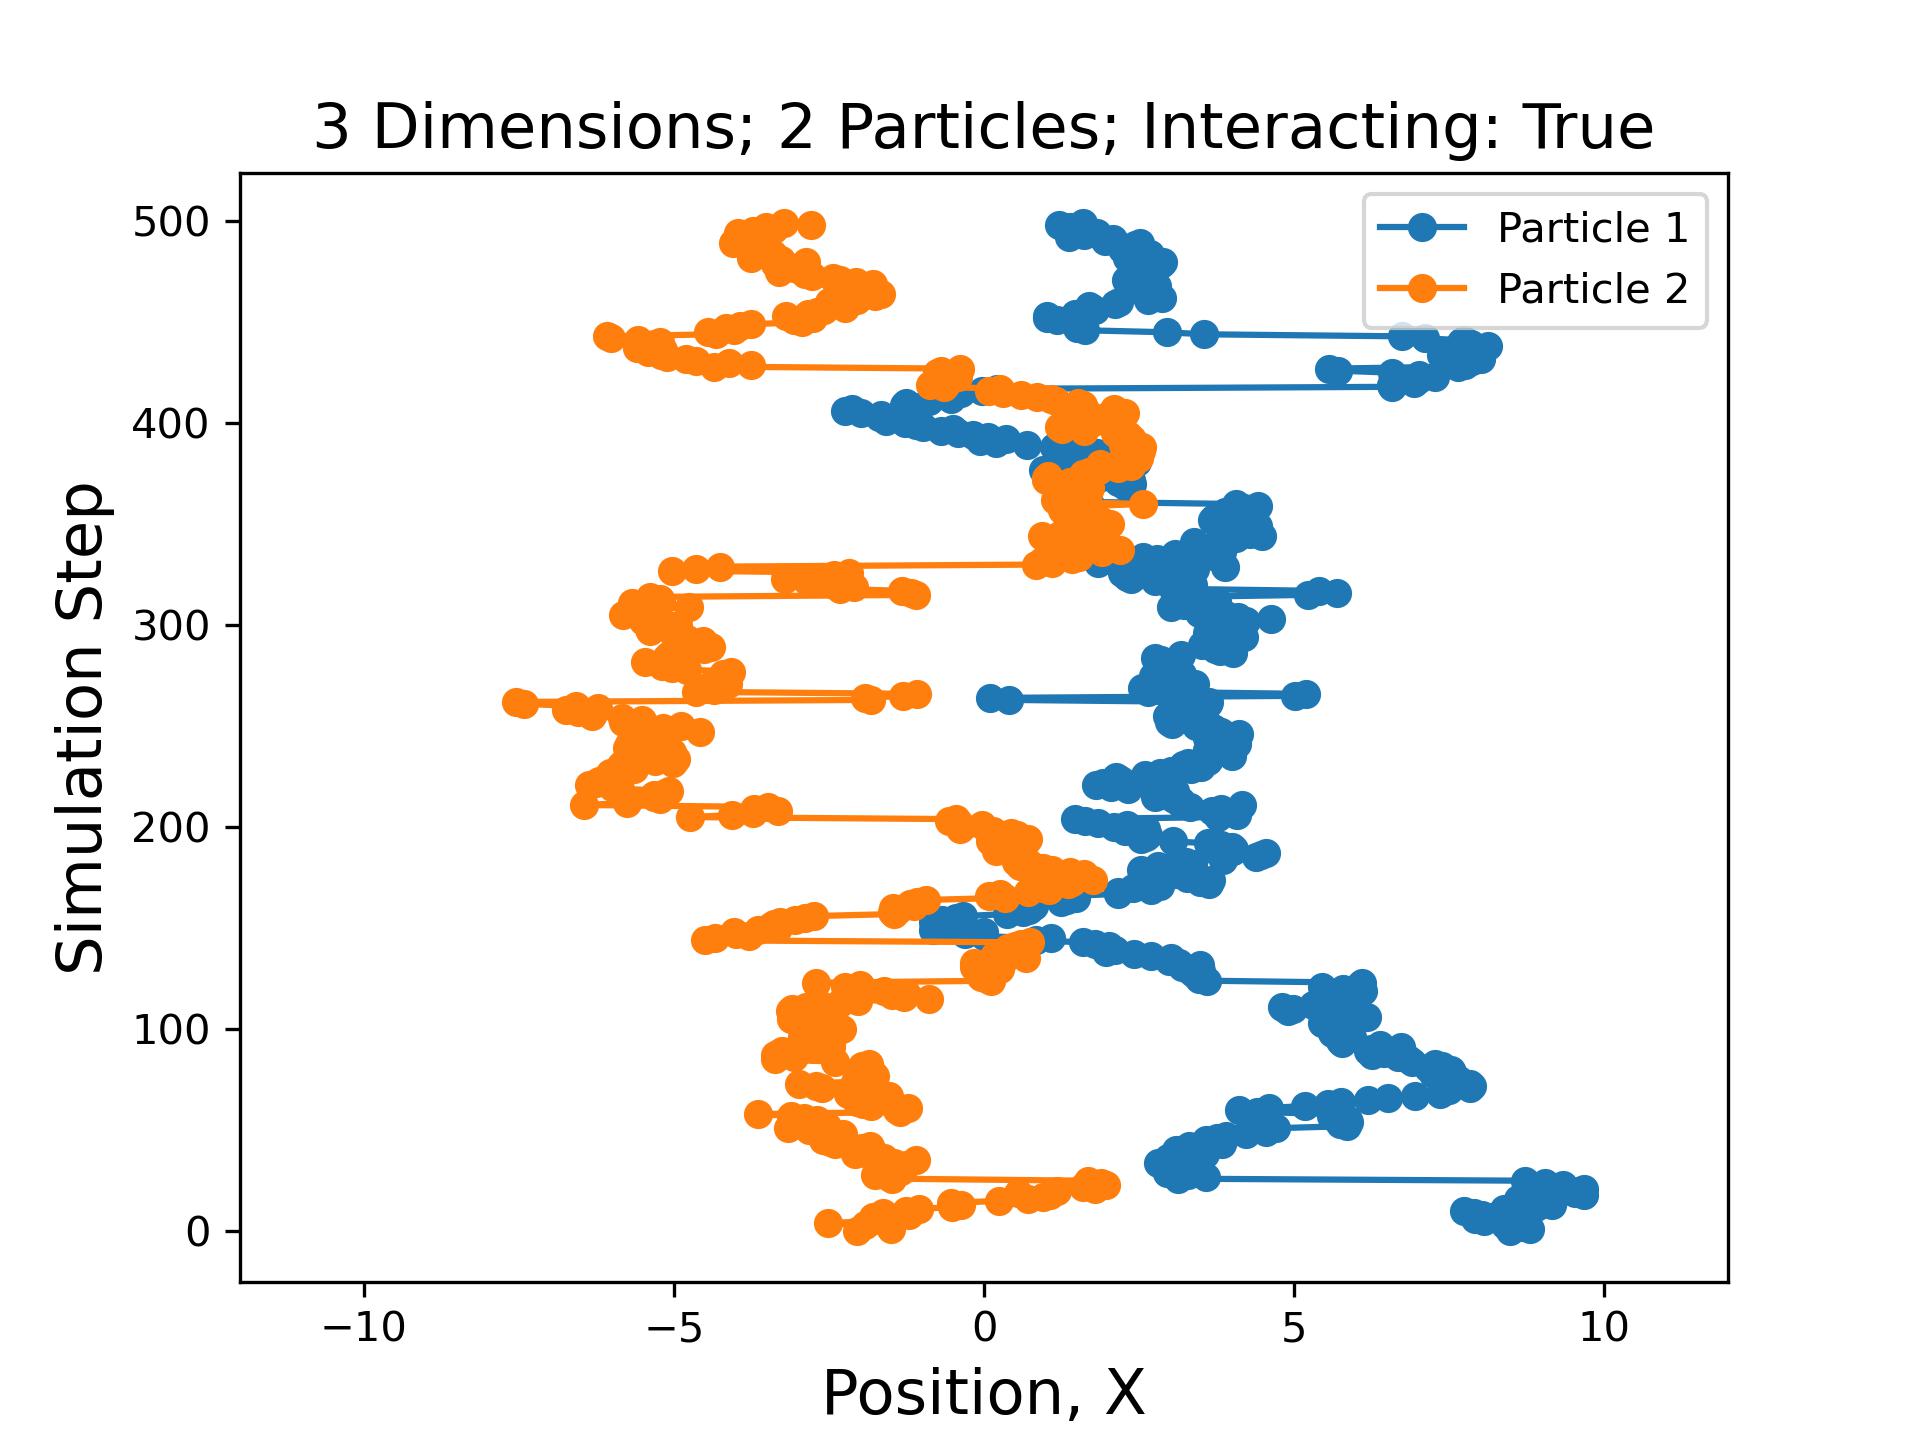 3 Dimensions; 2 Particles; Interacting: True
Particle 1
Particle 2
Simulation Step
500
400
300
200
100
0
−10
−5
0
5
10
Position, X